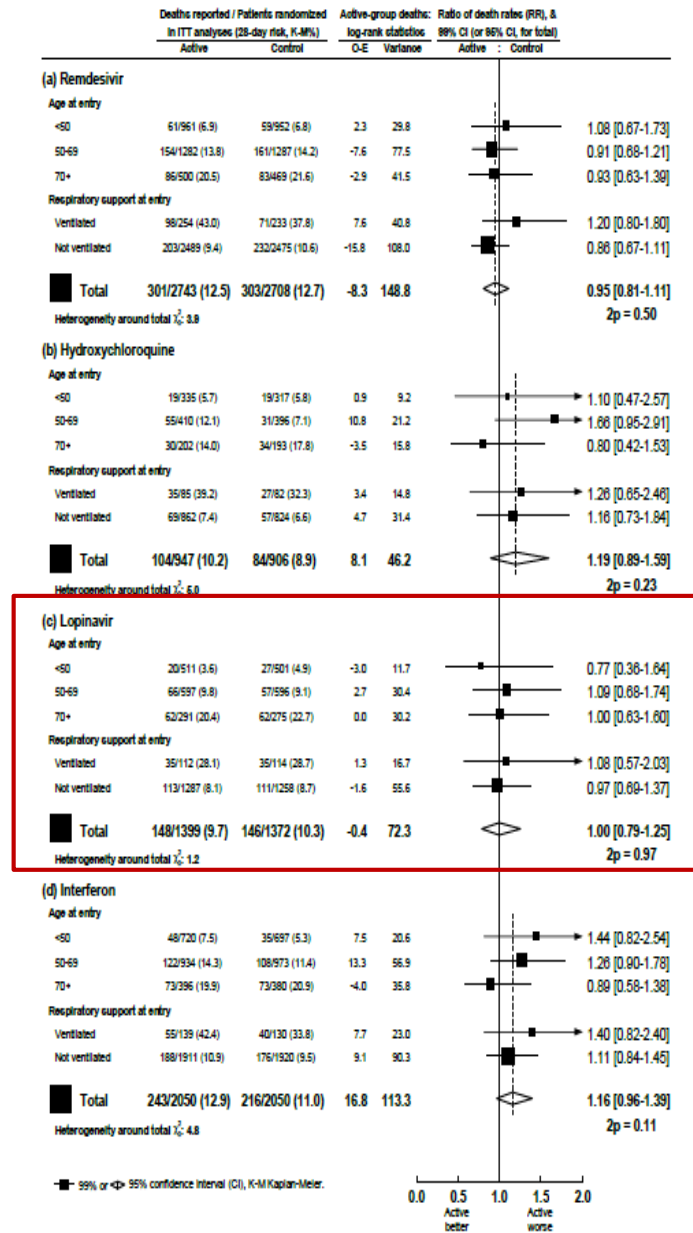 Deaths reported / Patients randomized Active-group deaths: Ratio of death rates (RR), &
in ITT analyses (28-day risk, K-M%) log-rank statistics 99% CI (or 95% CI, for total)
Active Control O-E Variance Active : Control
(a) Remdesivir
Age at entry
<50 61/961 (6.9) 59/952 (6.8) 2.3 29.8 1.08 [0.67-1.73]
50-69 154/1282 (13.8) 161/1287 (14.2) -7.6 77.5 0.91 [0.68-1.21]
70+ 86/500 (20.5) 83/469 (21.6) -2.9 41.5 0.93 [0.63-1.39]
Respiratory support at entry
Ventilated 98/254 (43.0) 71/233 (37.8) 7.6 40.8 1.20 [0.80-1.80]
Not ventilated 203/2489 (9.4) 232/2475 (10.6) -15.8 108.0 0.86 [0.67-1.11]
Total 301/2743 (12.5) 303/2708 (12.7) -8.3 148.8 0.95 [0.81-1.11]
2p = 0.50
Heterogeneity around total χ²₃: 3.9
(b) Hydroxychloroquine
Age at entry
<50 19/335 (5.7) 19/317 (5.8) 0.9 9.2 1.10 [0.47-2.57]
50-69 55/410 (12.1) 31/396 (7.1) 10.8 21.2 1.66 [0.95-2.91]
70+ 30/202 (14.0) 34/193 (17.8) -3.5 15.8 0.80 [0.42-1.53]
Respiratory support at entry
Ventilated 35/85 (39.2) 27/82 (32.3) 3.4 14.8 1.26 [0.65-2.46]
Not ventilated 69/862 (7.4) 57/824 (6.6) 4.7 31.4 1.16 [0.73-1.84]
Total 104/947 (10.2) 84/906 (8.9) 8.1 46.2 1.19 [0.89-1.59]
2p = 0.23
Heterogeneity around total χ²₃: 5.0
(c) Lopinavir
Age at entry
<50 20/511 (3.6) 27/501 (4.9) -3.0 11.7 0.77 [0.36-1.64]
50-69 66/597 (9.8) 57/596 (9.1) 2.7 30.4 1.09 [0.68-1.74]
70+ 62/291 (20.4) 62/275 (22.7) 0.0 30.2 1.00 [0.63-1.60]
Respiratory support at entry
Ventilated 35/112 (28.1) 35/114 (28.7) 1.3 16.7 1.08 [0.57-2.03]
Not ventilated 113/1287 (8.1) 111/1258 (8.7) -1.6 55.6 0.97 [0.69-1.37]
Total 148/1399 (9.7) 146/1372 (10.3) -0.4 72.3 1.00 [0.79-1.25]
2p = 0.97
Heterogeneity around total χ²₃: 1.2
(d) Interferon
Age at entry
<50 48/720 (7.5) 35/697 (5.3) 7.5 20.6 1.44 [0.82-2.54]
50-69 122/934 (14.3) 108/973 (11.4) 13.3 56.9 1.26 [0.90-1.78]
70+ 73/396 (19.9) 73/380 (20.9) -4.0 35.8 0.89 [0.58-1.38]
Respiratory support at entry
Ventilated 55/139 (42.4) 40/130 (33.8) 7.7 23.0 1.40 [0.82-2.40]
Not ventilated 188/1911 (10.9) 176/1920 (9.5) 9.1 90.3 1.11 [0.84-1.45]
Total 243/2050 (12.9) 216/2050 (11.0) 16.8 113.3 1.16 [0.96-1.39]
2p = 0.11
Heterogeneity around total χ²₃: 4.8
99% or 95% confidence interval (CI), K-M Kaplan-Meier.
0.0 0.5 1.0 1.5 2.0
Active Active
better worse